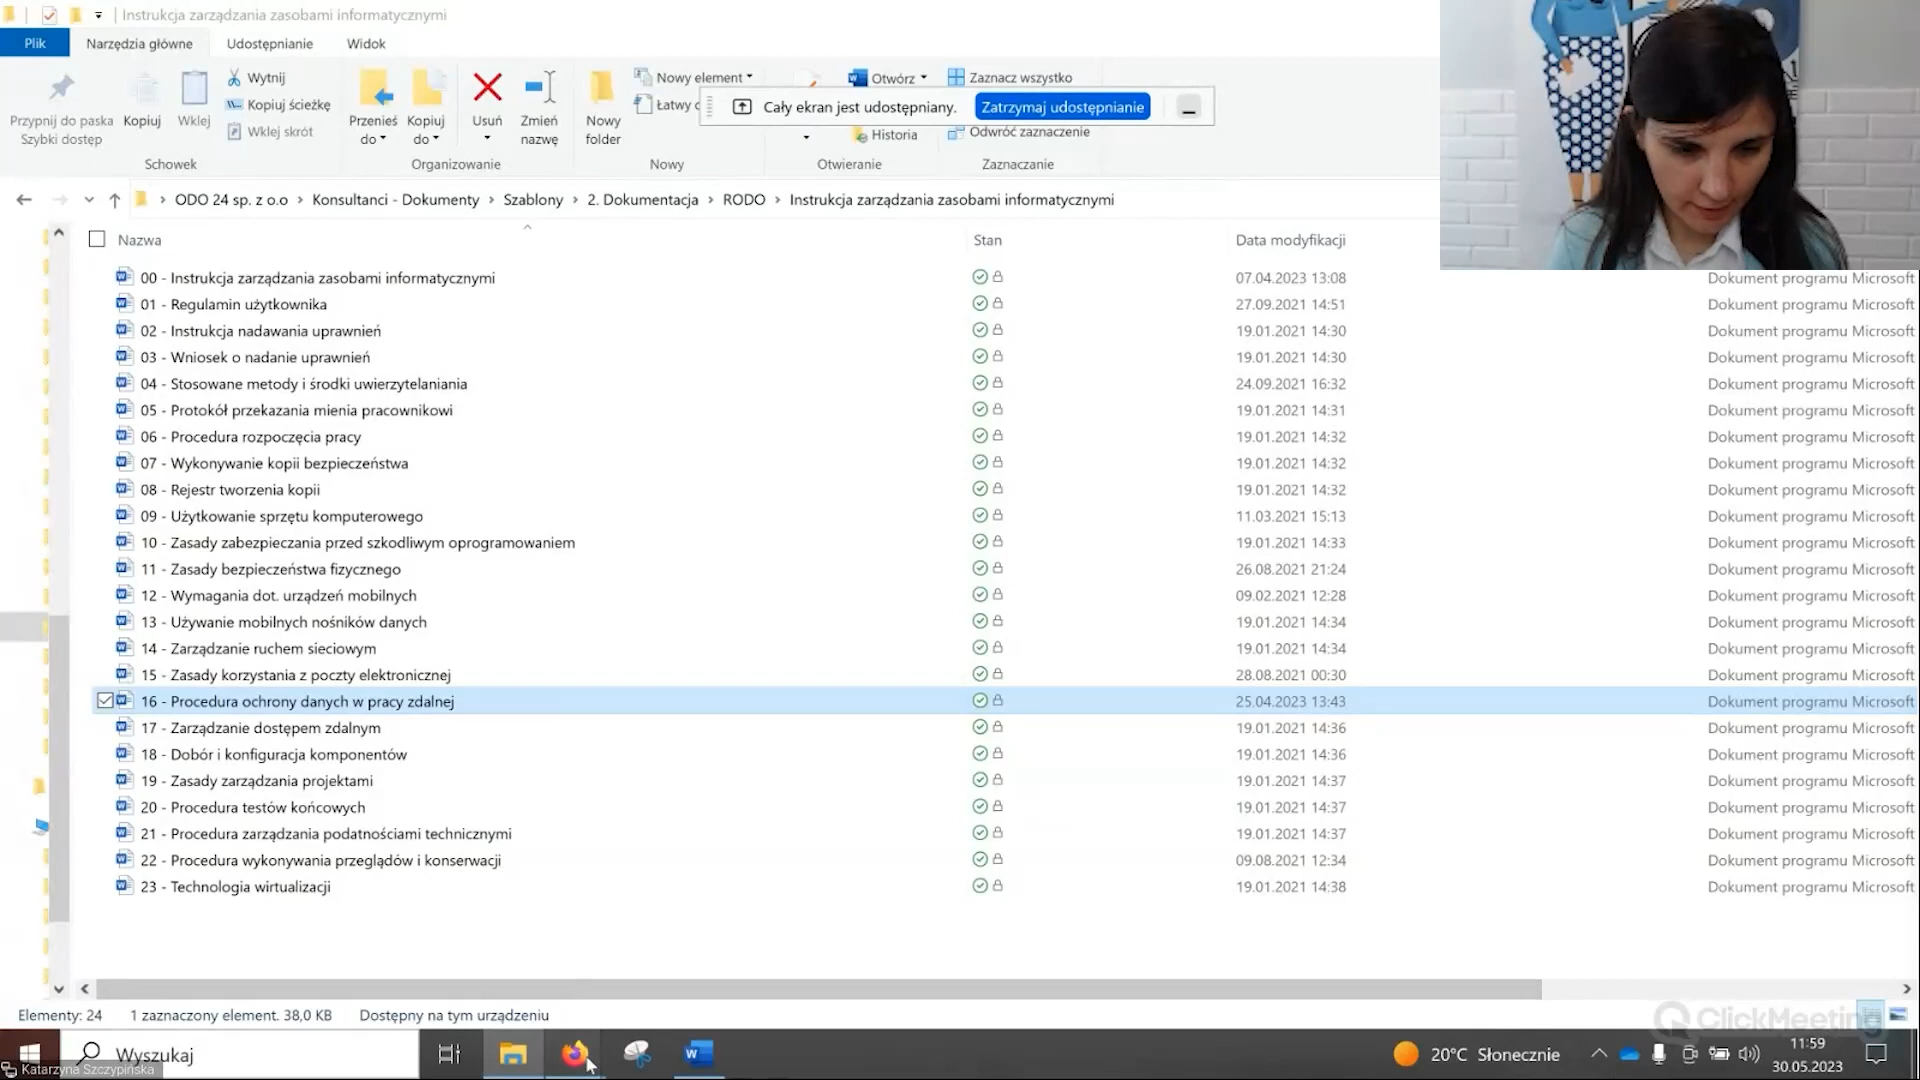 Instrukcja zarządzania zasobami informatycznymi
Plik Narzędzia główne Udostępnianie Widok
Przypnij do paska Szybki dostęp
Kopiuj
Wklej
Wytnij
Kopiuj ścieżkę
Wklej skrót
Schowek
Przenieś do
Kopiuj do
Usuń
Zmień nazwę
Organizowanie
Nowy folder
Nowy element
Łatwy
Nowy
Otwórz
Historia
Otwieranie
Zaznacz wszystko
Odwróć zaznaczenie
Zaznaczanie
Cały ekran jest udostępniany. Zatrzymaj udostępnianie
ODO 24 sp. z o.o › Konsultanci - Dokumenty › Szablony › 2. Dokumentacja › RODO › Instrukcja zarządzania zasobami informatycznymi
Nazwa Stan Data modyfikacji
00 - Instrukcja zarządzania zasobami informatycznymi 07.04.2023 13:08 Dokument programu Microsoft
01 - Regulamin użytkownika 27.09.2021 14:51 Dokument programu Microsoft
02 - Instrukcja nadawania uprawnień 19.01.2021 14:30 Dokument programu Microsoft
03 - Wniosek o nadanie uprawnień 19.01.2021 14:30 Dokument programu Microsoft
04 - Stosowane metody i środki uwierzytelaniania 24.09.2021 16:32 Dokument programu Microsoft
05 - Protokół przekazania mienia pracownikowi 19.01.2021 14:31 Dokument programu Microsoft
06 - Procedura rozpoczęcia pracy 19.01.2021 14:32 Dokument programu Microsoft
07 - Wykonywanie kopii bezpieczeństwa 19.01.2021 14:32 Dokument programu Microsoft
08 - Rejestr tworzenia kopii 19.01.2021 14:32 Dokument programu Microsoft
09 - Użytkowanie sprzętu komputerowego 11.03.2021 15:13 Dokument programu Microsoft
10 - Zasady zabezpieczania przed szkodliwym oprogramowaniem 19.01.2021 14:33 Dokument programu Microsoft
11 - Zasady bezpieczeństwa fizycznego 26.08.2021 21:24 Dokument programu Microsoft
12 - Wymagania dot. urządzeń mobilnych 09.02.2021 12:28 Dokument programu Microsoft
13 - Używanie mobilnych nośników danych 19.01.2021 14:34 Dokument programu Microsoft
14 - Zarządzanie ruchem sieciowym 19.01.2021 14:34 Dokument programu Microsoft
15 - Zasady korzystania z poczty elektronicznej 28.08.2021 00:30 Dokument programu Microsoft
16 - Procedura ochrony danych w pracy zdalnej 25.04.2023 13:43 Dokument programu Microsoft
17 - Zarządzanie dostępem zdalnym 19.01.2021 14:36 Dokument programu Microsoft
18 - Dobór i konfiguracja komponentów 19.01.2021 14:36 Dokument programu Microsoft
19 - Zasady zarządzania projektami 19.01.2021 14:37 Dokument programu Microsoft
20 - Procedura testów końcowych 19.01.2021 14:37 Dokument programu Microsoft
21 - Procedura zarządzania podatnościami technicznymi 19.01.2021 14:37 Dokument programu Microsoft
22 - Procedura wykonywania przeglądów i konserwacji 09.08.2021 12:34 Dokument programu Microsoft
23 - Technologia wirtualizacji 19.01.2021 14:38 Dokument programu Microsoft
Elementy: 24 1 zaznaczony element. 38,0 KB Dostępny na tym urządzeniu
ClickMeeting
Wyszukaj
20°C Słonecznie
11:59
30.05.2023
Katarzyna Szczypińska